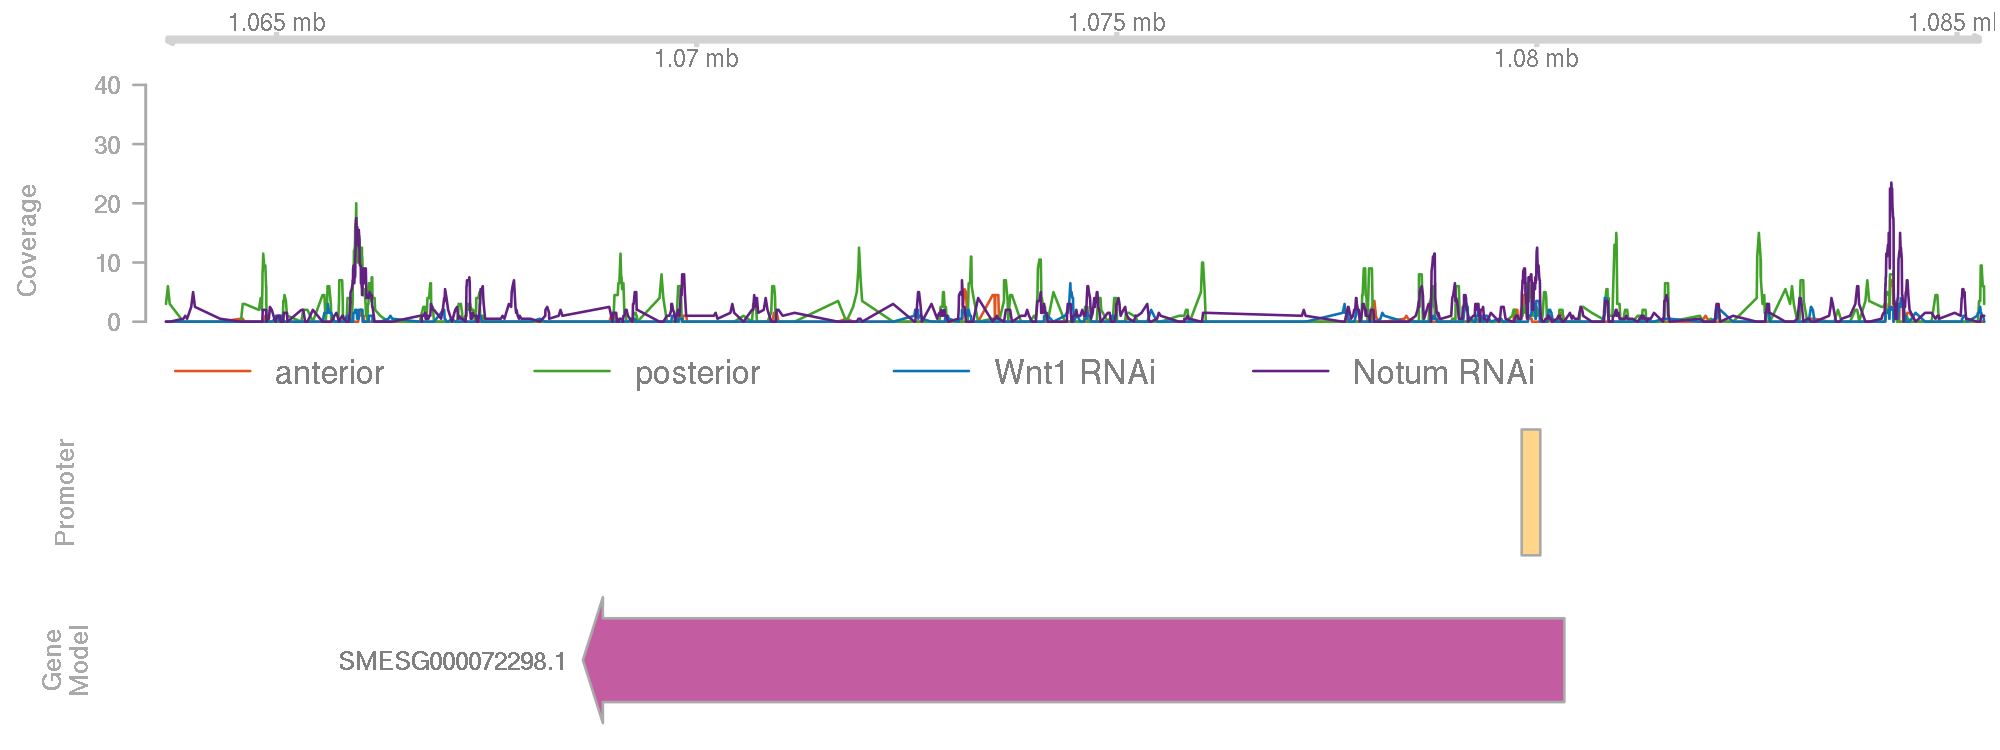 1.065 mb 1.075 mb 1.085 m
1.07 mb 1.08 mb
40
30
20
10
0
Coverage
anterior posterior Wnt1 RNAi Notum RNAi
Promoter
Gene
Model
SMESG000072298.1